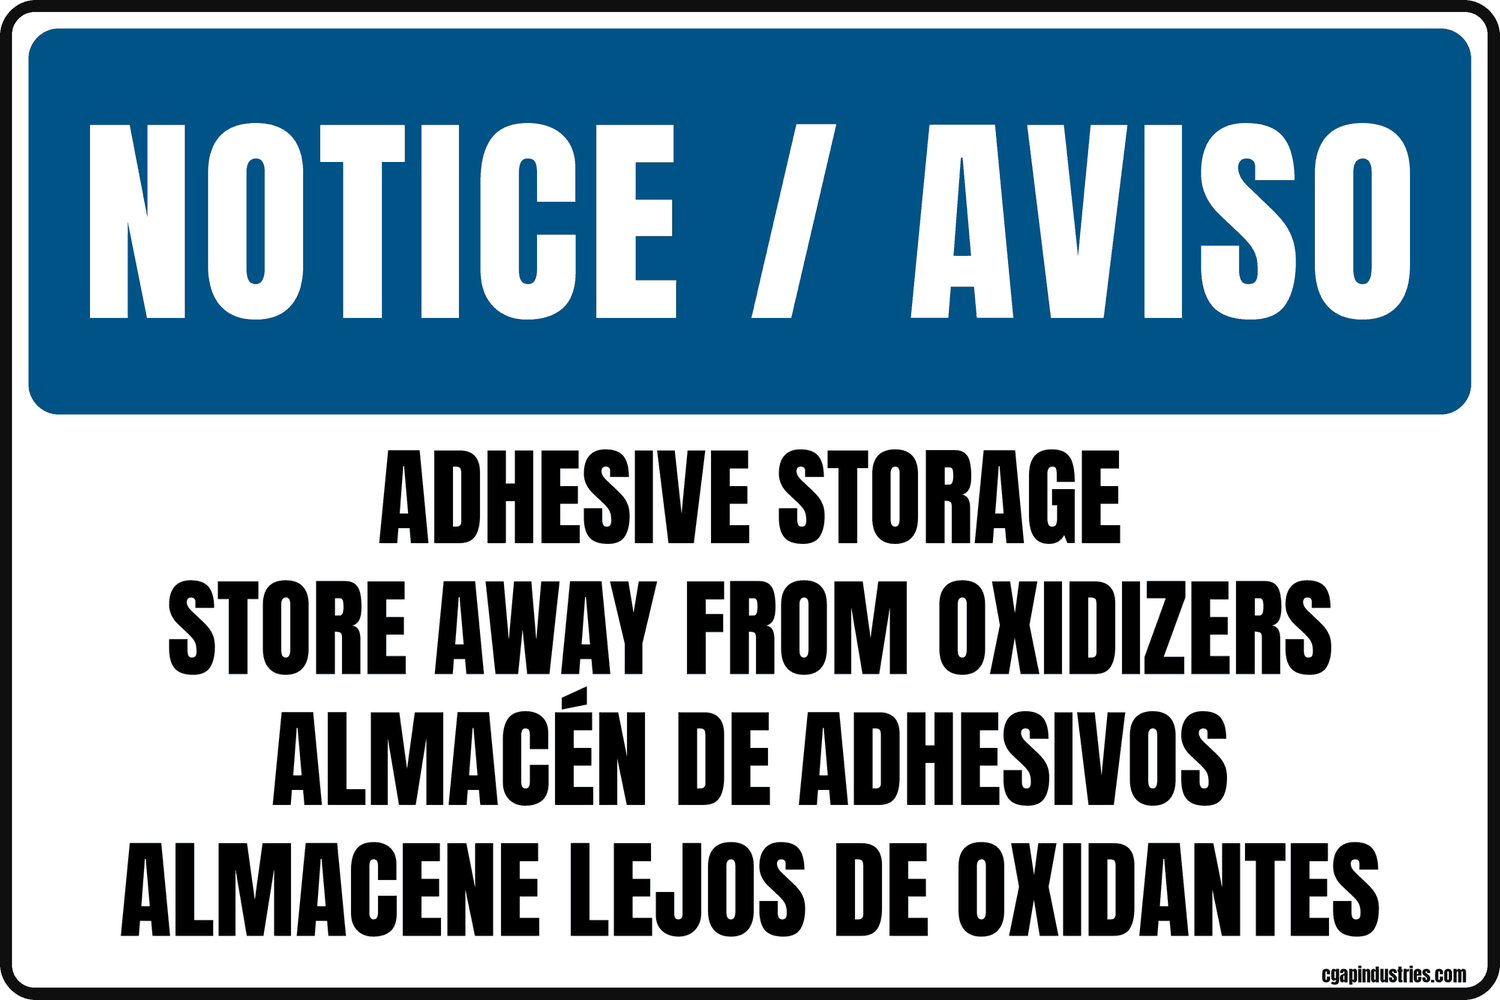 NOTICE / AVISO
ADHESIVE STORAGE
STORE AWAY FROM OXIDIZERS
ALMACÉN DE ADHESIVOS
ALMACENE LEJOS DE OXIDANTES
cgapindustries.com